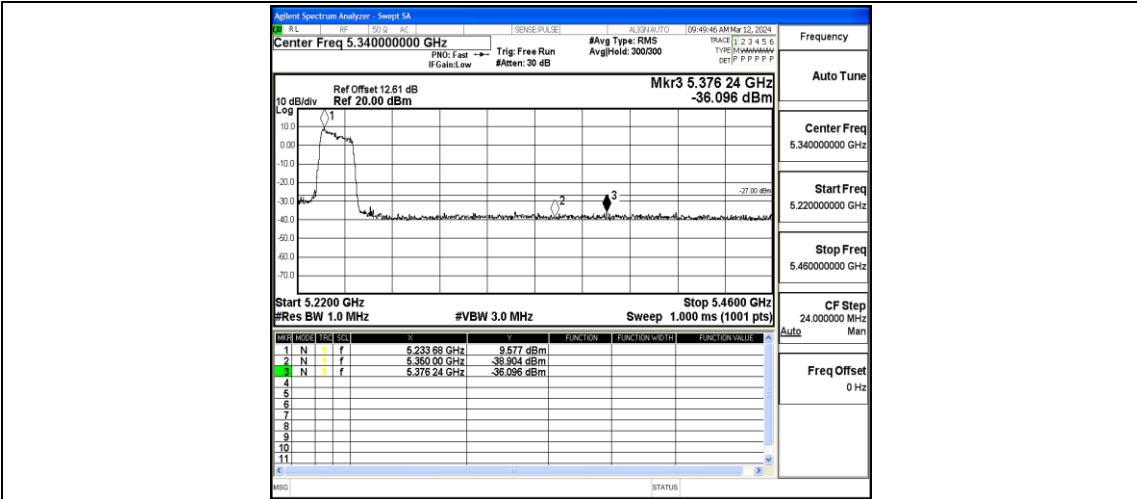 Agilent Spectrum Analyzer - Swept SA
RL RF 50 Ω AC SENSE:PULSE ALIGN AUTO 09:49:46 AM Mar 12, 2024
Center Freq 5.340000000 GHz
PNO: Fast
IFGain:Low
Trig: Free Run
#Atten: 30 dB
#Avg Type: RMS
Avg|Hold: 300/300
TRACE 1 2 3 4 5 6
TYPE M
DET P P P P P P
Mkr3 5.376 24 GHz
-36.096 dBm
Ref Offset 12.61 dB
10 dB/div Ref 20.00 dBm
Log
10.0
0.00
-10.0
-20.0
-30.0
-40.0
-50.0
-60.0
-70.0
1
2
3
-27.00 dBm
Start 5.2200 GHz Stop 5.4600 GHz
#Res BW 1.0 MHz #VBW 3.0 MHz Sweep 1.000 ms (1001 pts)
MKR MODE TRC SCL X Y FUNCTION FUNCTION WIDTH FUNCTION VALUE
1 N 1 f 5.233 68 GHz 9.577 dBm
2 N 1 f 5.350 00 GHz -38.904 dBm
3 N 1 f 5.376 24 GHz -36.096 dBm
4
5
6
7
8
9
10
11
MSG STATUS
Frequency
Auto Tune
Center Freq
5.340000000 GHz
Start Freq
5.220000000 GHz
Stop Freq
5.460000000 GHz
CF Step
24.000000 MHz
Auto Man
Freq Offset
0 Hz